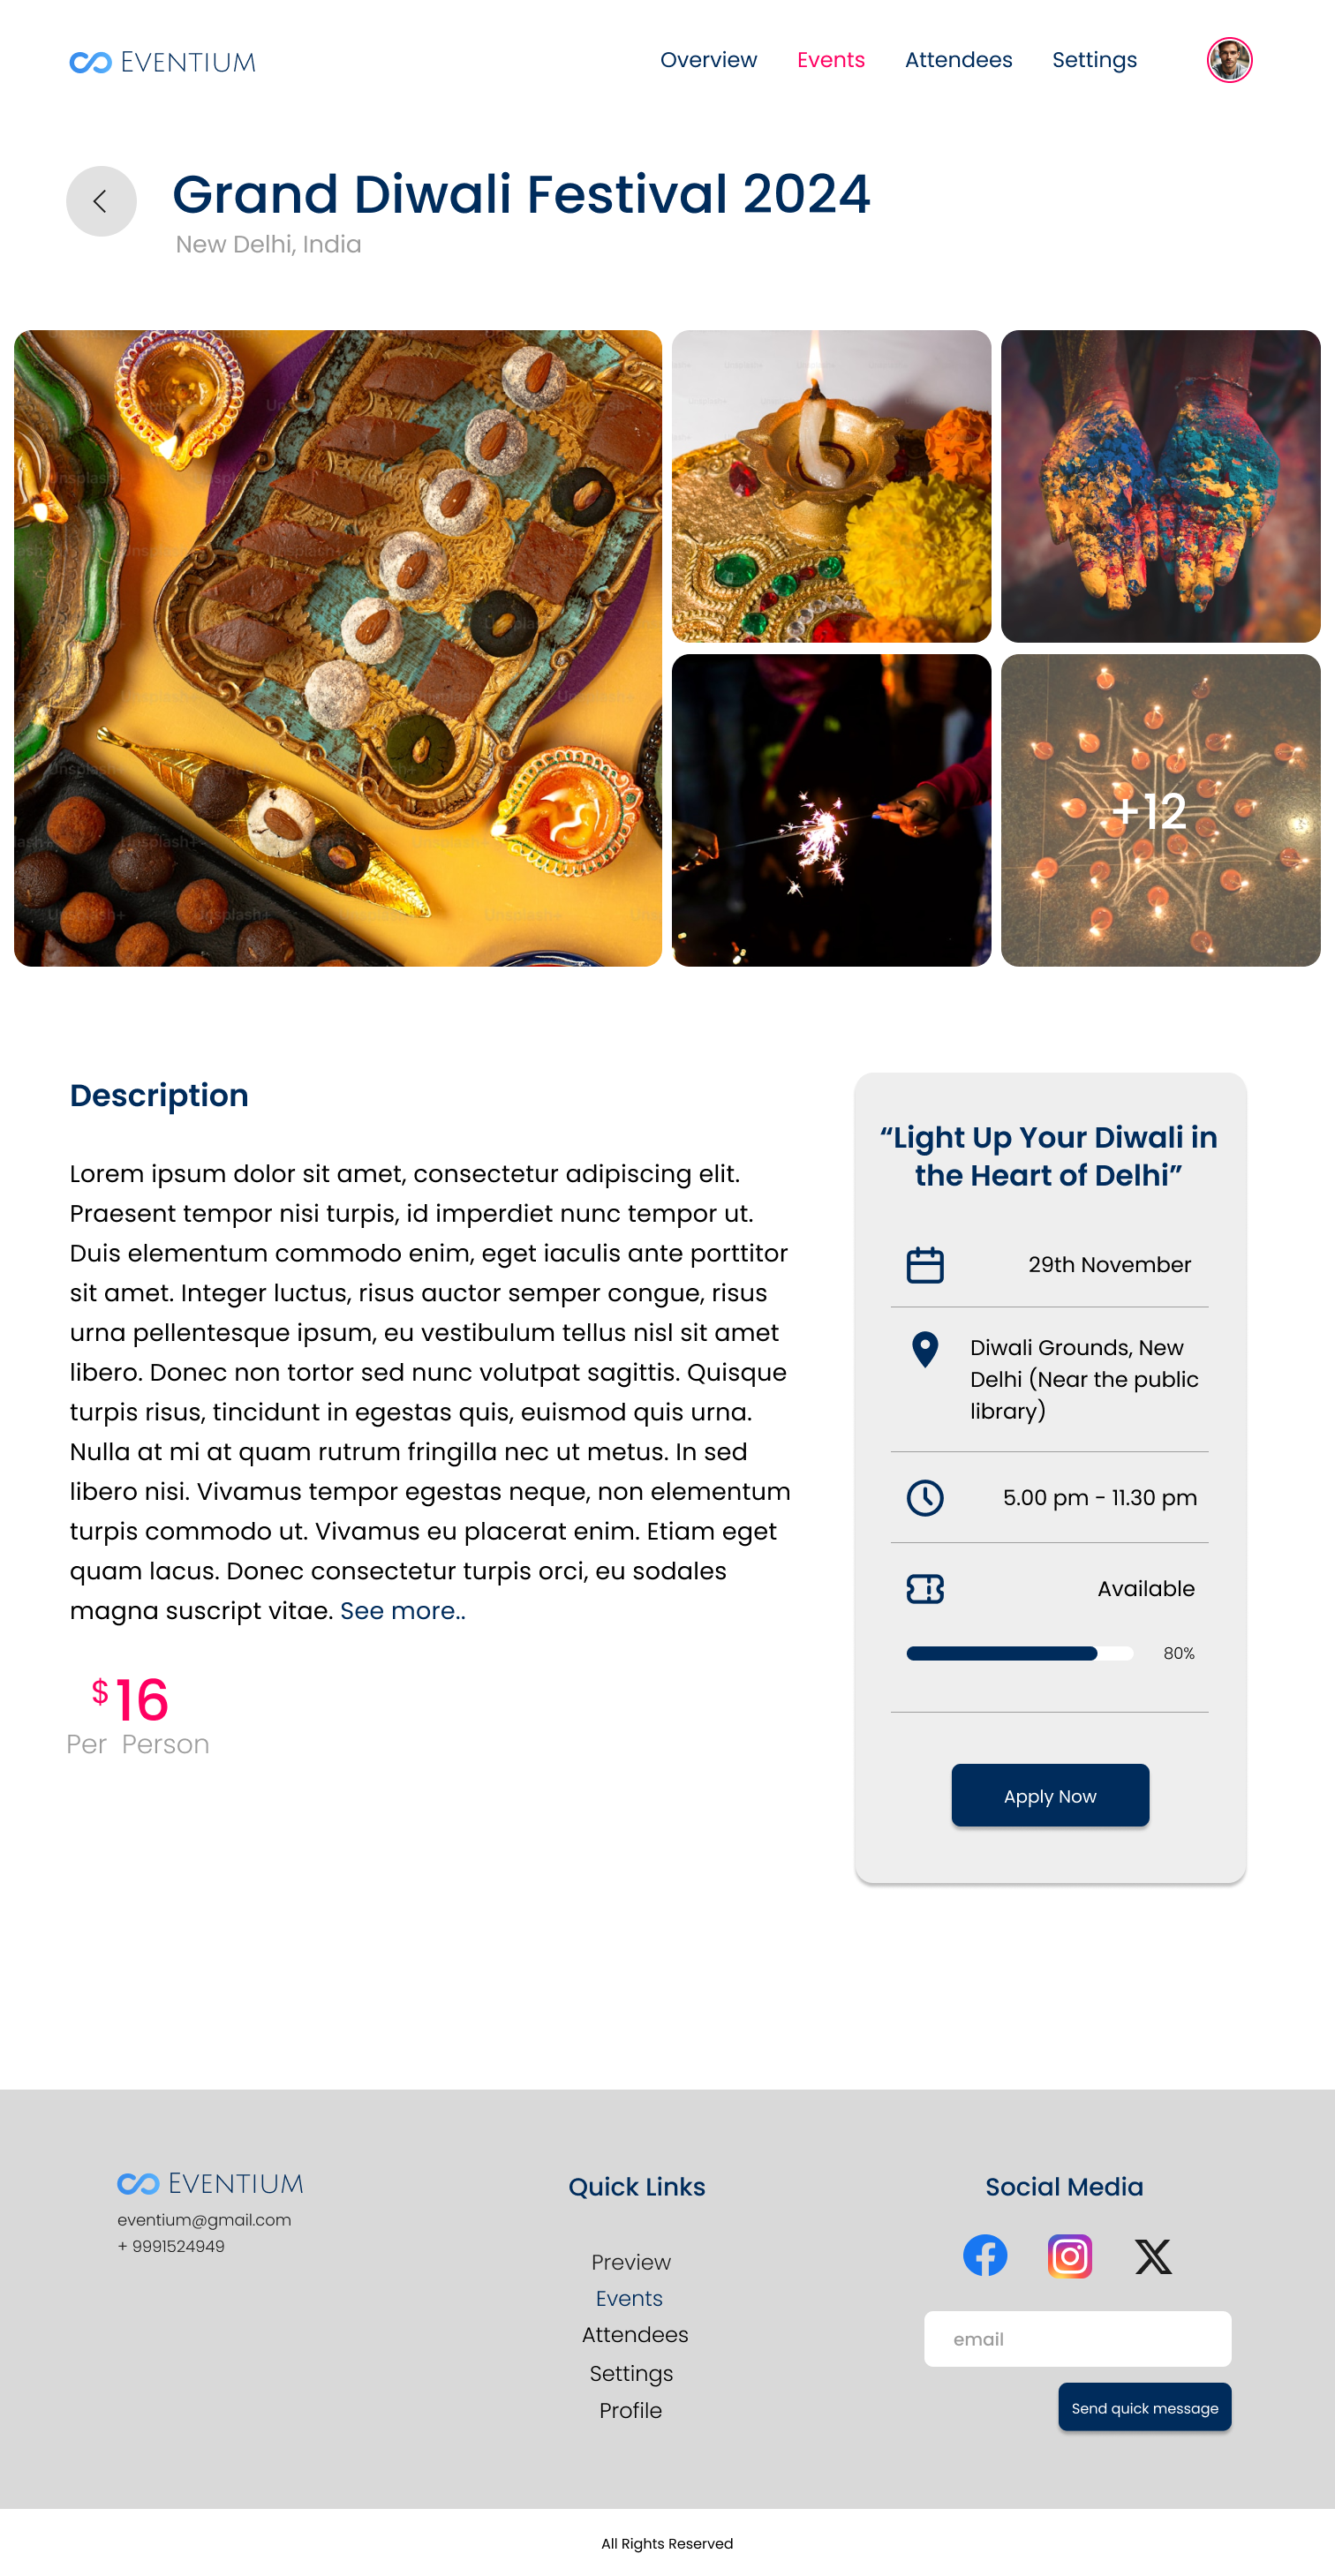 EVENTIUM
Overview Events Attendees Settings
Grand Diwali Festival 2024
New Delhi, India
Unsplash+
+12
Description
Lorem ipsum dolor sit amet, consectetur adipiscing elit.
Praesent tempor nisi turpis, id imperdiet nunc tempor ut.
Duis elementum commodo enim, eget iaculis ante porttitor
sit amet. Integer luctus, risus auctor semper congue, risus
urna pellentesque ipsum, eu vestibulum tellus nisl sit amet
libero. Donec non tortor sed nunc volutpat sagittis. Quisque
turpis risus, tincidunt in egestas quis, euismod quis urna.
Nulla at mi at quam rutrum fringilla nec ut metus. In sed
libero nisi. Vivamus tempor egestas neque, non elementum
turpis commodo ut. Vivamus eu placerat enim. Etiam eget
quam lacus. Donec consectetur turpis orci, eu sodales
magna suscript vitae. See more..
$16
Per Person
“Light Up Your Diwali in
the Heart of Delhi”
29th November
Diwali Grounds, New
Delhi (Near the public
library)
5.00 pm - 11.30 pm
Available
80%
Apply Now
EVENTIUM
eventium@gmail.com
+ 9991524949
Quick Links
Preview
Events
Attendees
Settings
Profile
Social Media
email
Send quick message
All Rights Reserved